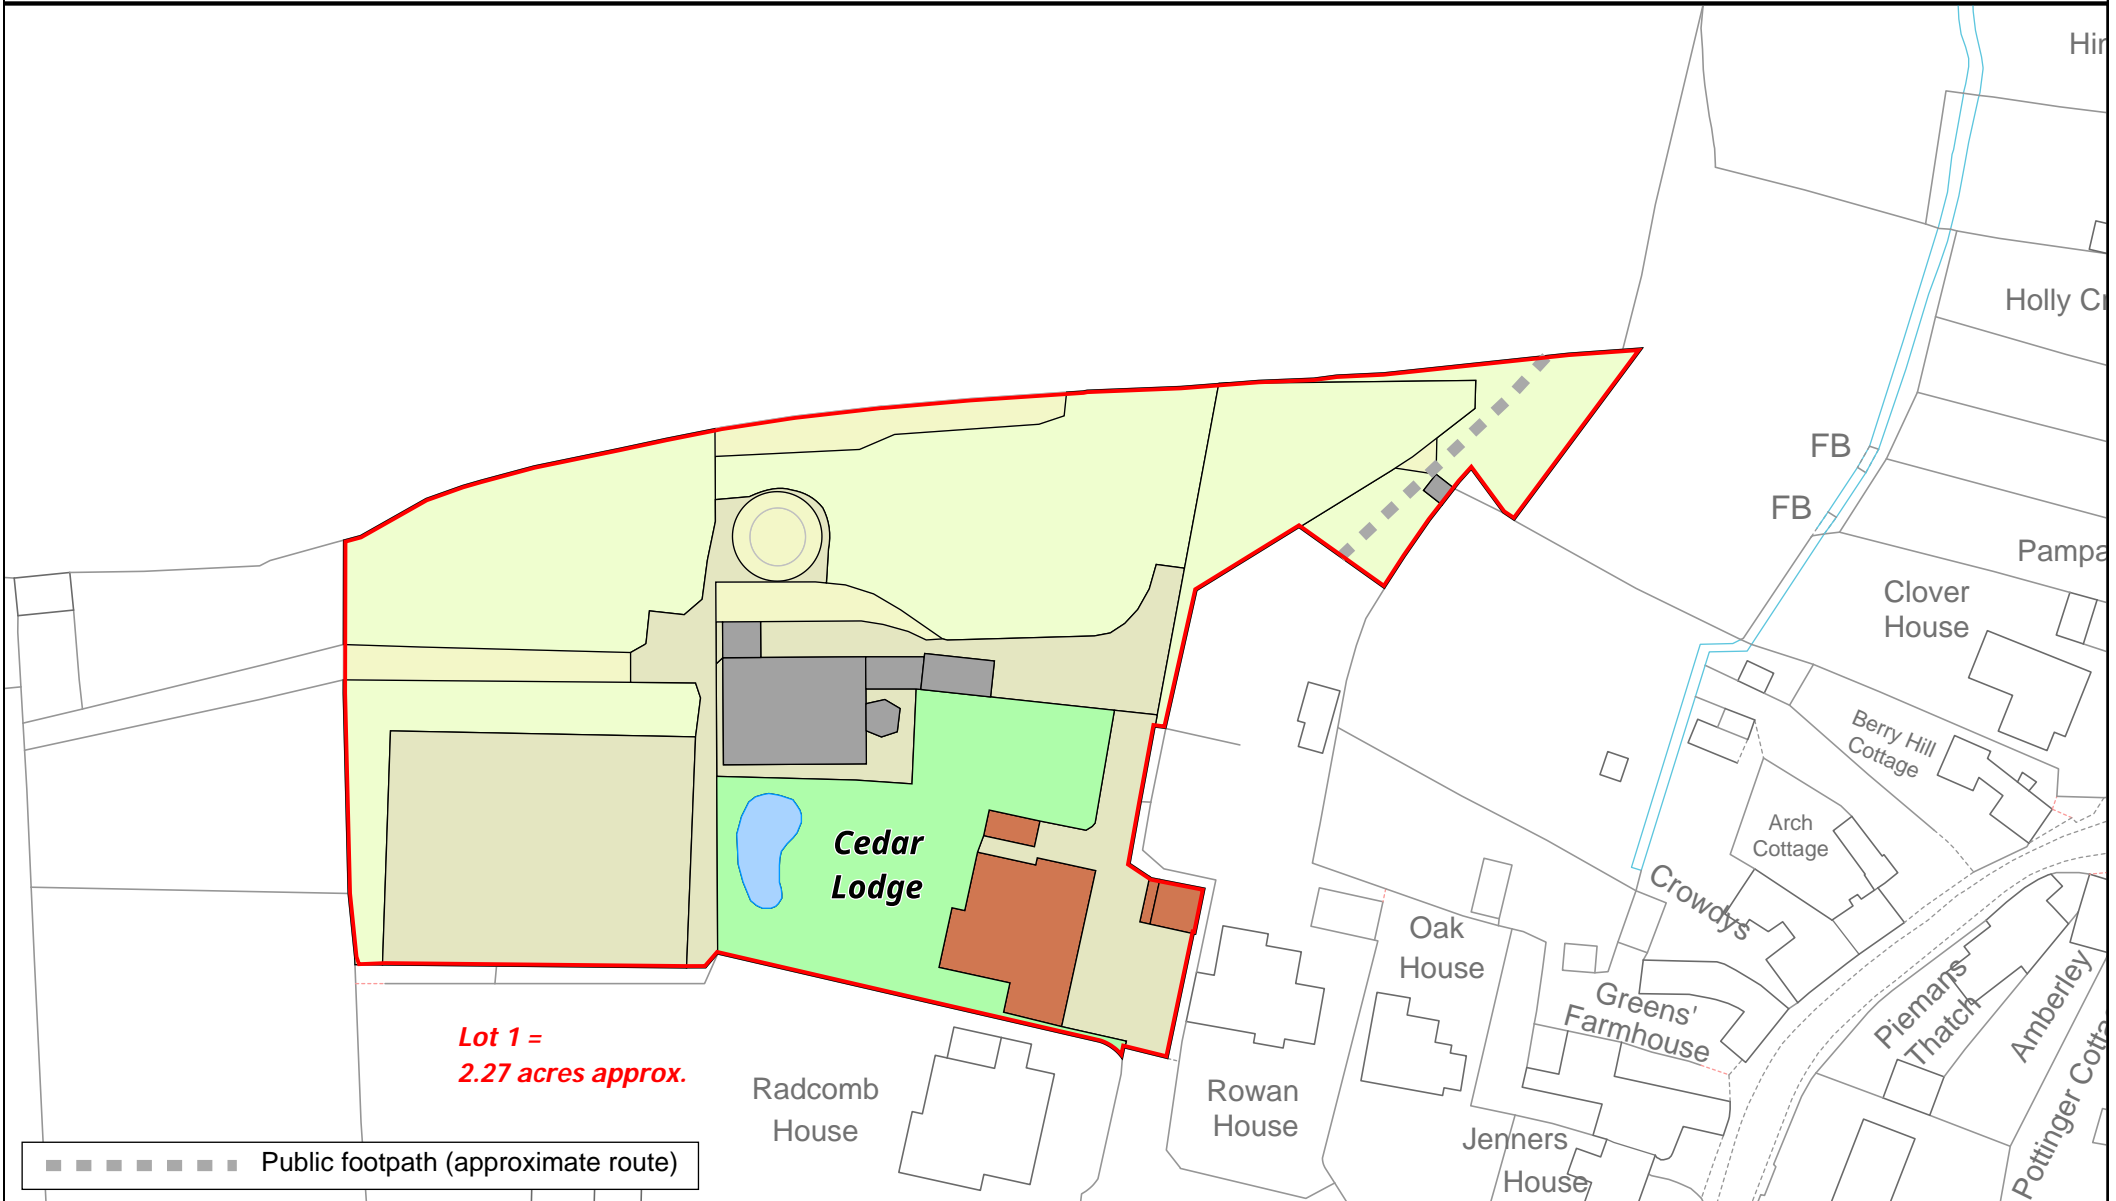 Hir
Holly Cr
FB
FB
Pampa
Clover
House
Berry Hill
Cottage
Arch
Cottage
Cedar
Lodge
Crowdys
Oak
House
Greens'
Farmhouse
Piemans
Thatch
Amberley
Pottinger Cotta
Lot 1 =
2.27 acres approx.
Radcomb
House
Rowan
House
Jenners
House
Public footpath (approximate route)